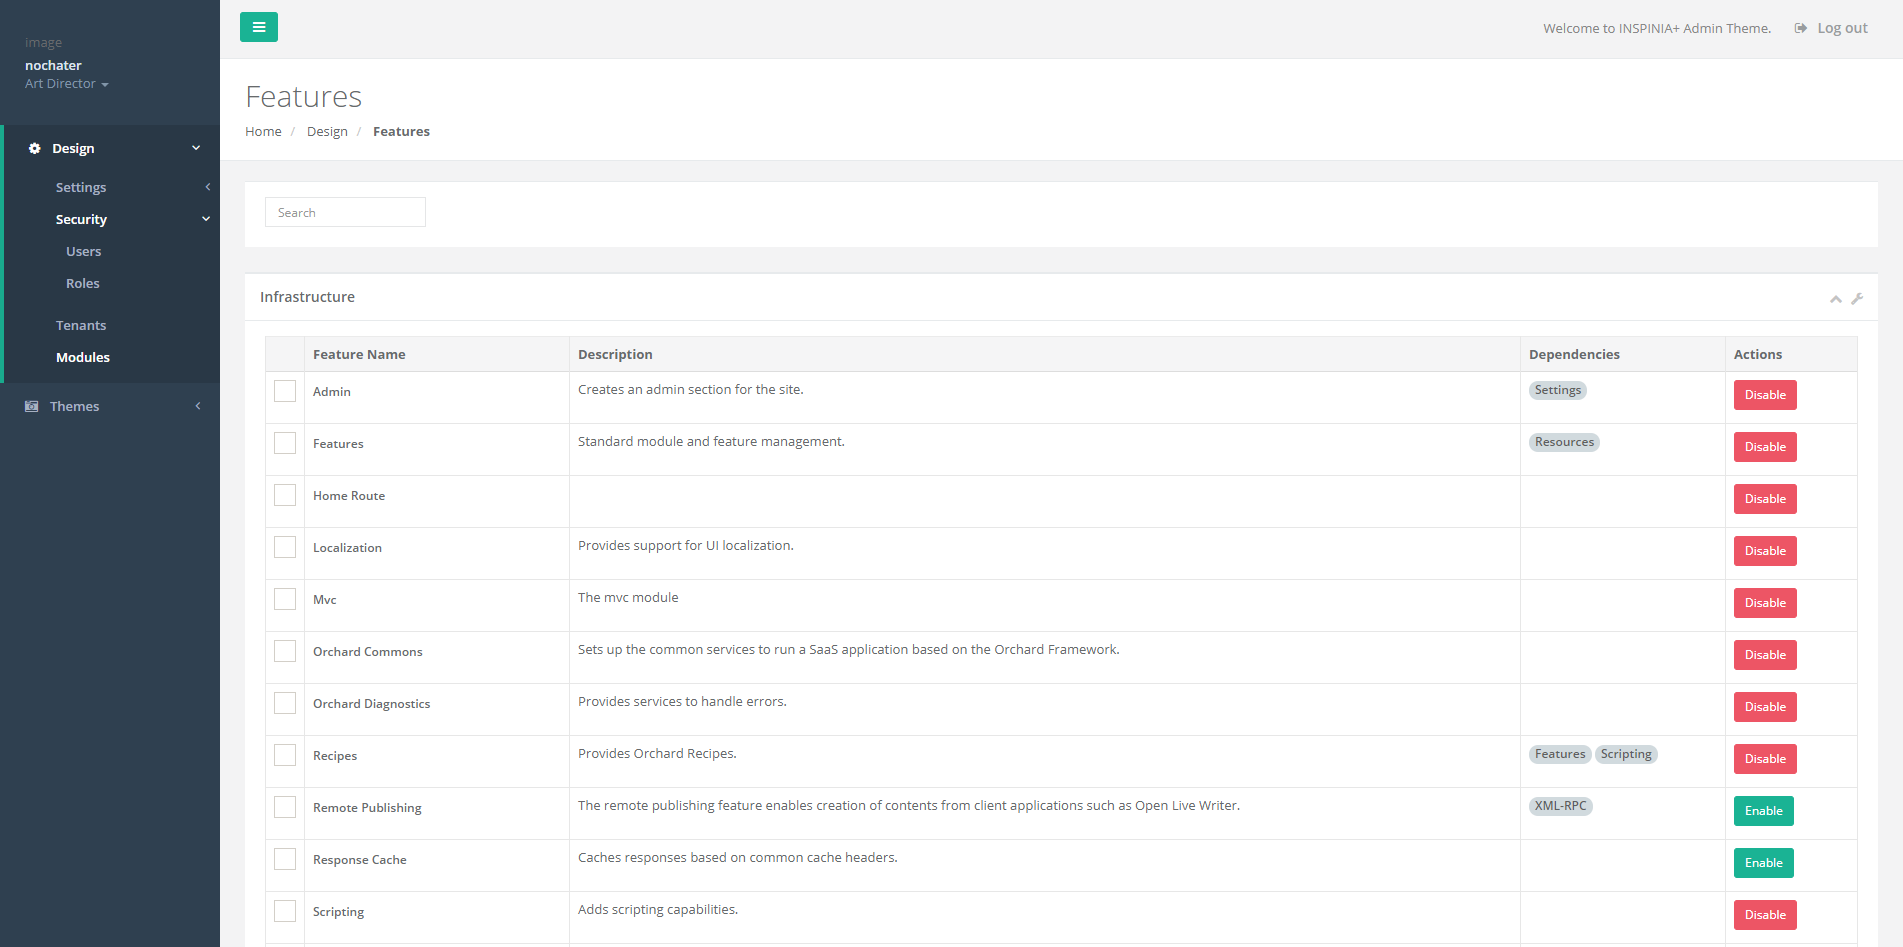 image
nochater
Art Director
Design
Settings
Security
Users
Roles
Tenants
Modules
Themes
Welcome to INSPINIA+ Admin Theme. Log out
Features
Home / Design / Features
Search
Infrastructure
Feature Name Description Dependencies Actions
Admin Creates an admin section for the site. Settings Disable
Features Standard module and feature management. Resources Disable
Home Route Disable
Localization Provides support for UI localization. Disable
Mvc The mvc module Disable
Orchard Commons Sets up the common services to run a SaaS application based on the Orchard Framework. Disable
Orchard Diagnostics Provides services to handle errors. Disable
Recipes Provides Orchard Recipes. Features Scripting Disable
Remote Publishing The remote publishing feature enables creation of contents from client applications such as Open Live Writer. XML-RPC Enable
Response Cache Caches responses based on common cache headers. Enable
Scripting Adds scripting capabilities. Disable